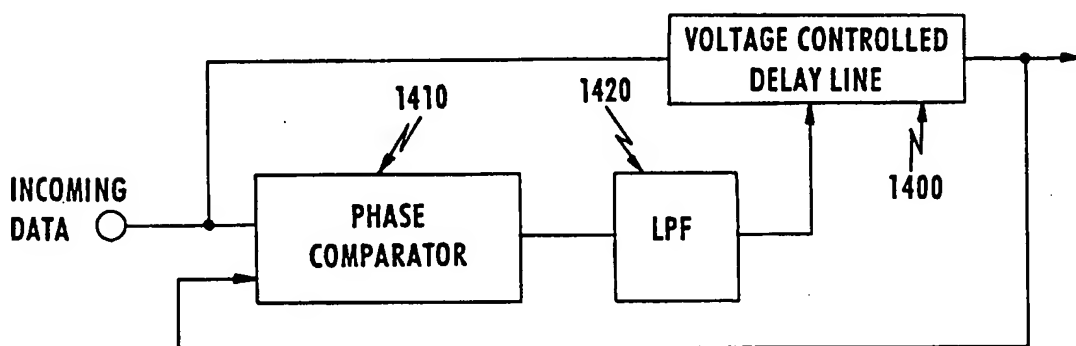 VOLTAGE CONTROLLED
DELAY LINE
1410
1420
1400
INCOMING
DATA
PHASE
COMPARATOR
LPF